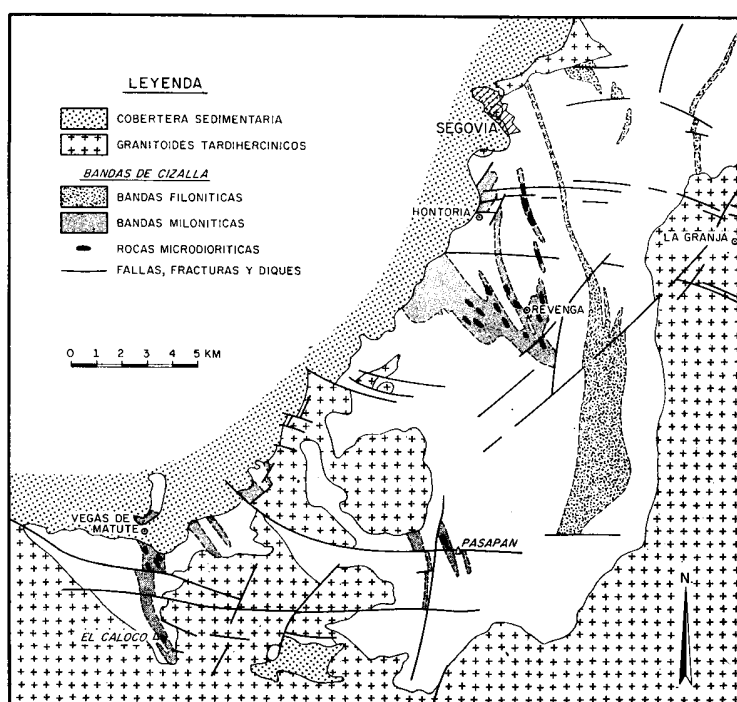 LEYENDA
COBERTERA SEDIMENTARIA
GRANITOIDES TARDIHERCINICOS
BANDAS DE CIZALLA
BANDAS FILONITICAS
BANDAS MILONITICAS
ROCAS MICRODIORITICAS
FALLAS, FRACTURAS Y DIQUES
0 1 2 3 4 5 KM
SEGOVIA
HONTORIA
LA GRANJA
REVENGA
VEGAS DE
MATUTE
PASAPAN
EL CALOCO
N